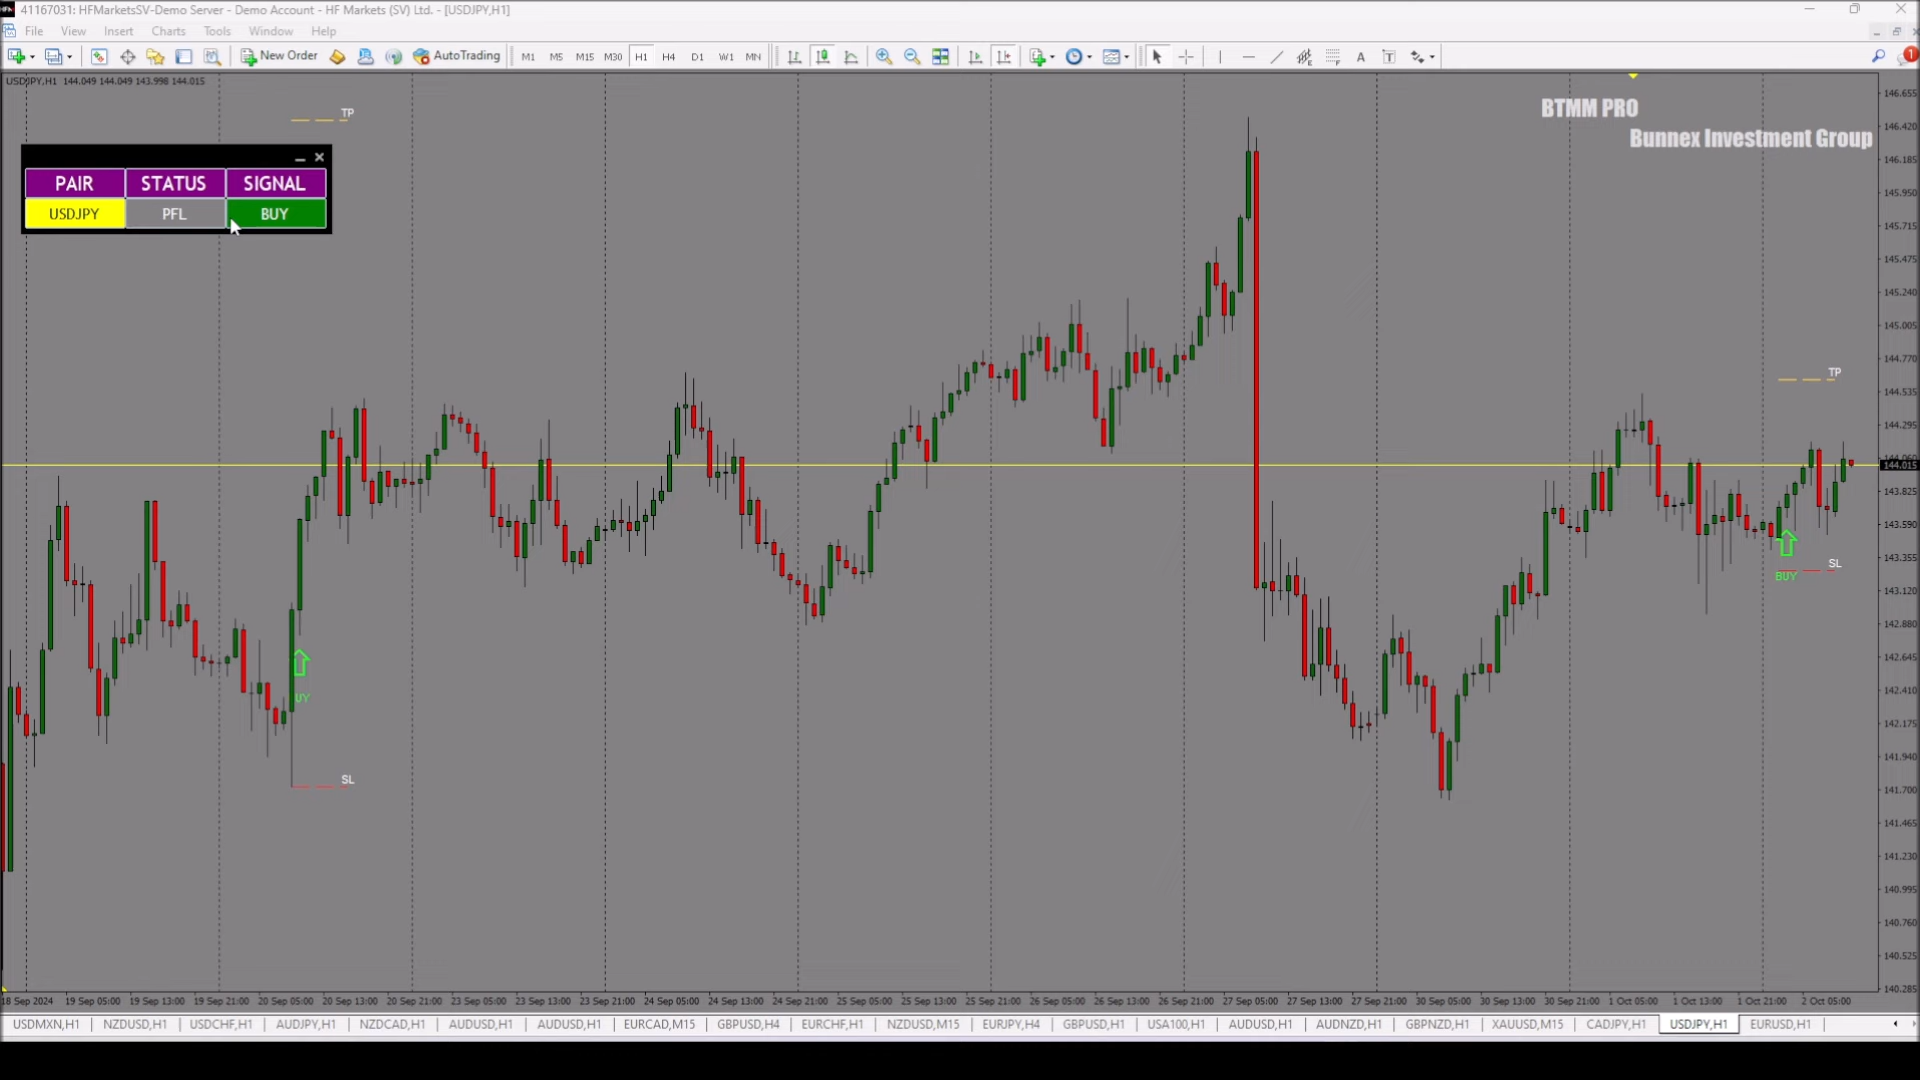 41167031: HFMarketsSV-Demo Server - Demo Account - HF Markets (SV) Ltd. - [USDJPY,H1]
File View Insert Charts Tools Window Help
New Order AutoTrading M1 M5 M15 M30 H1 H4 D1 W1 MN A T 1
USDJPY,H1 144.049 144.049 143.998 144.015
BTMM PRO
Bunnex Investment Group
PAIR STATUS SIGNAL
USDJPY PFL BUY
TP
SL
TP
SL
BUY
146.655
146.420
146.185
145.950
145.715
145.475
145.240
145.005
144.770
144.535
144.295
144.015
143.825
143.590
143.355
143.120
142.880
142.645
142.410
142.175
141.940
141.700
141.465
141.230
140.995
140.760
140.525
140.285
18 Sep 2024 19 Sep 05:00 19 Sep 13:00 19 Sep 21:00 20 Sep 05:00 20 Sep 13:00 20 Sep 21:00 23 Sep 05:00 23 Sep 13:00 23 Sep 21:00 24 Sep 05:00 24 Sep 13:00 24 Sep 21:00 25 Sep 05:00 25 Sep 13:00 25 Sep 21:00 26 Sep 05:00 26 Sep 13:00 26 Sep 21:00 27 Sep 05:00 27 Sep 13:00 27 Sep 21:00 30 Sep 05:00 30 Sep 13:00 30 Sep 21:00 1 Oct 05:00 1 Oct 13:00 1 Oct 21:00 2 Oct 05:00
USDMXN,H1 NZDUSD,H1 USDCHF,H1 AUDJPY,H1 NZDCAD,H1 AUDUSD,H1 AUDUSD,H1 EURCAD,M15 GBPUSD,H4 EURCHF,H1 NZDUSD,M15 EURJPY,H4 GBPUSD,H1 USA100,H1 AUDUSD,H1 AUDNZD,H1 GBPNZD,H1 XAUUSD,M15 CADJPY,H1 USDJPY,H1 EURUSD,H1